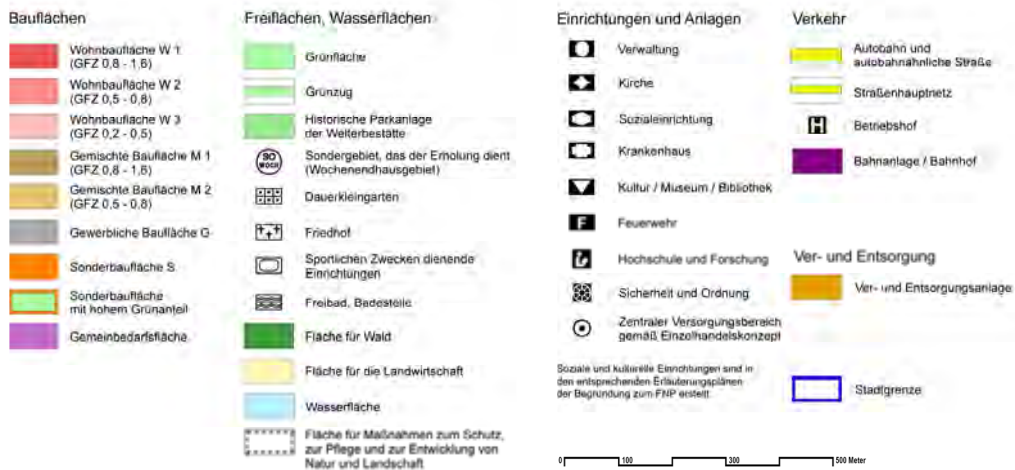 Bauflächen
Wohnbaufläche W 1
(GFZ 0,8 - 1,6)
Wohnbaufläche W 2
(GFZ 0,5 - 0,8)
Wohnbaufläche W 3
(GFZ 0,2 - 0,5)
Gemischte Baufläche M 1
(GFZ 0,8 - 1,6)
Gemischte Baufläche M 2
(GFZ 0,5 - 0,8)
Gewerbliche Baufläche G
Sonderbaufläche S
Sonderbaufläche
mit hohem Grünanteil
Gemeinbedarfsfläche
Freiflächen, Wasserflächen
Grünfläche
Grünzug
Historische Parkanlage
der Welterbestätte
SO
WOCH
Sondergebiet, das der Erholung dient
(Wochenendhausgebiet)
Dauerkleingarten
Friedhof
Sportlichen Zwecken dienende
Einrichtungen
Freibad, Badestelle
Fläche für Wald
Fläche für die Landwirtschaft
Wasserfläche
Fläche für Maßnahmen zum Schutz,
zur Pflege und zur Entwicklung von
Natur und Landschaft
Einrichtungen und Anlagen
Verwaltung
Kirche
Sozialeinrichtung
Krankenhaus
Kultur / Museum / Bibliothek
F
Feuerwehr
Hochschule und Forschung
Sicherheit und Ordnung
Zentraler Versorgungsbereich
gemäß Einzelhandelskonzept
Soziale und kulturelle Einrichtungen sind in
den entsprechenden Erläuterungsplänen
der Begründung zum FNP erstellt
Verkehr
Autobahn und
autobahnähnliche Straße
Straßenhauptnetz
H
Betriebshof
Bahnanlage / Bahnhof
Ver- und Entsorgung
Ver- und Entsorgungsanlage
Stadtgrenze
0 100 300 500 Meter